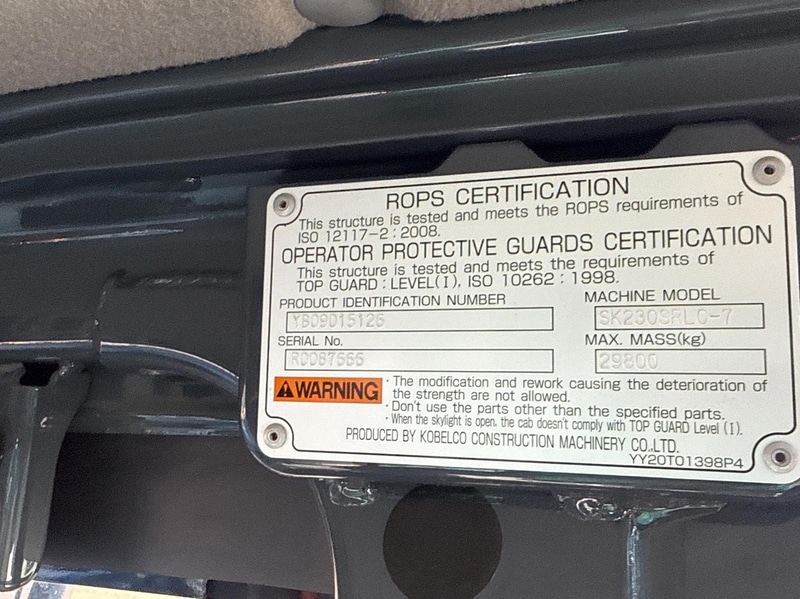 ROPS CERTIFICATION
This structure is tested and meets the ROPS requirements of
ISO 12117-2 : 2008.
OPERATOR PROTECTIVE GUARDS CERTIFICATION
This structure is tested and meets the requirements of
TOP GUARD : LEVEL(I), ISO 10262 : 1998.
PRODUCT IDENTIFICATION NUMBER
YB09015126
MACHINE MODEL
SK230SRLC-7
SERIAL No.
MAX. MASS(kg)
29800
WARNING
· The modification and rework causing the deterioration of
the strength are not allowed.
· Don't use the parts other than the specified parts.
· When the skylight is open, the cab doesn't comply with TOP GUARD Level (I).
PRODUCED BY KOBELCO CONSTRUCTION MACHINERY CO.,LTD.
YY20T01398P4